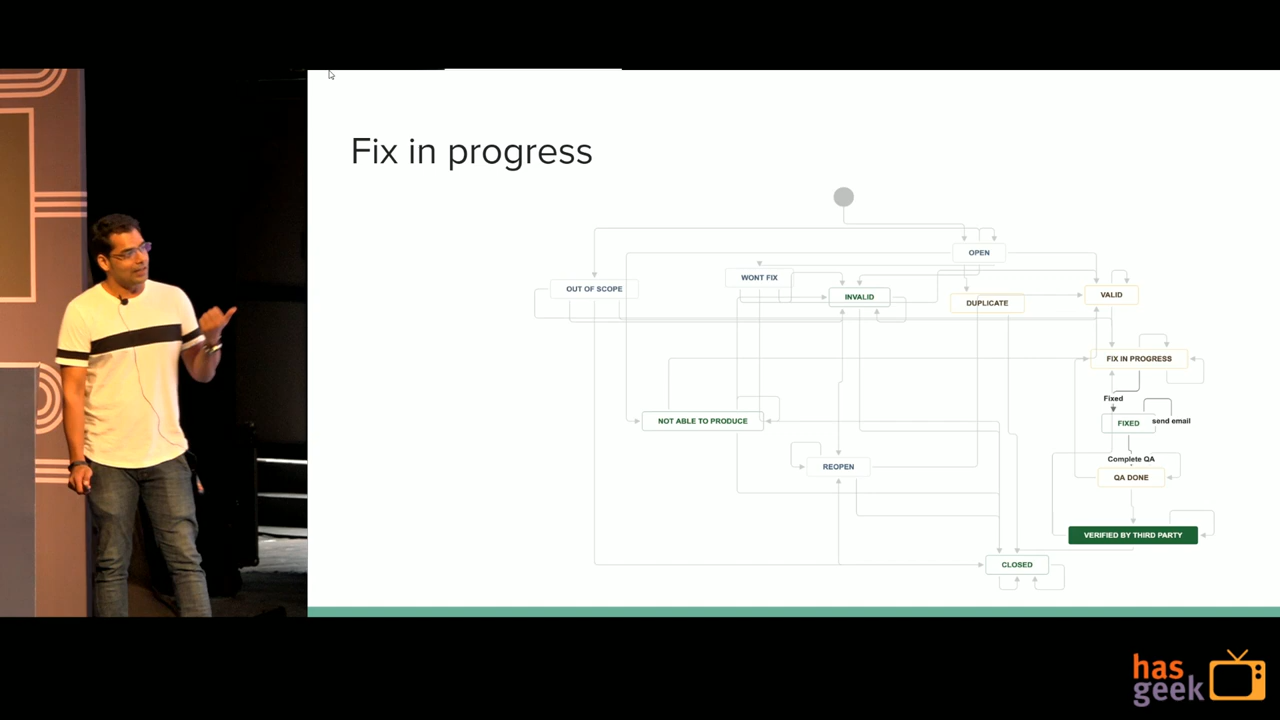 Fix in progress
OPEN
WONT FIX
OUT OF SCOPE
INVALID
DUPLICATE
VALID
FIX IN PROGRESS
Fixed
FIXED
send email
NOT ABLE TO PRODUCE
Complete QA
REOPEN
QA DONE
VERIFIED BY THIRD PARTY
CLOSED
has
geek